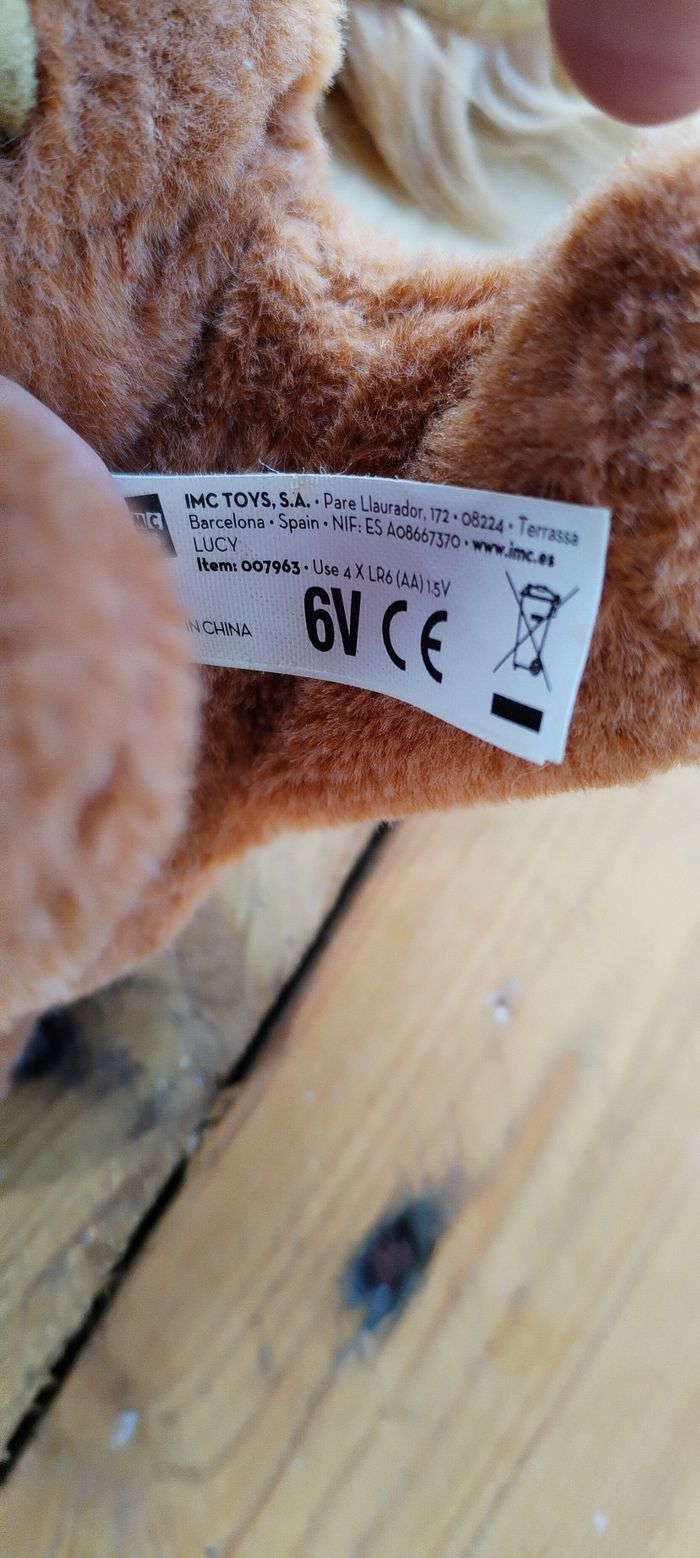 IMC TOYS, S.A. • Pare Llaurador, 172 • 08224 • Terrassa
Barcelona • Spain • NIF: ES A08667370 • www.imc.es
LUCY
Item: 007963 • Use 4 X LR6 (AA) 1.5V
CHINA
6V CE